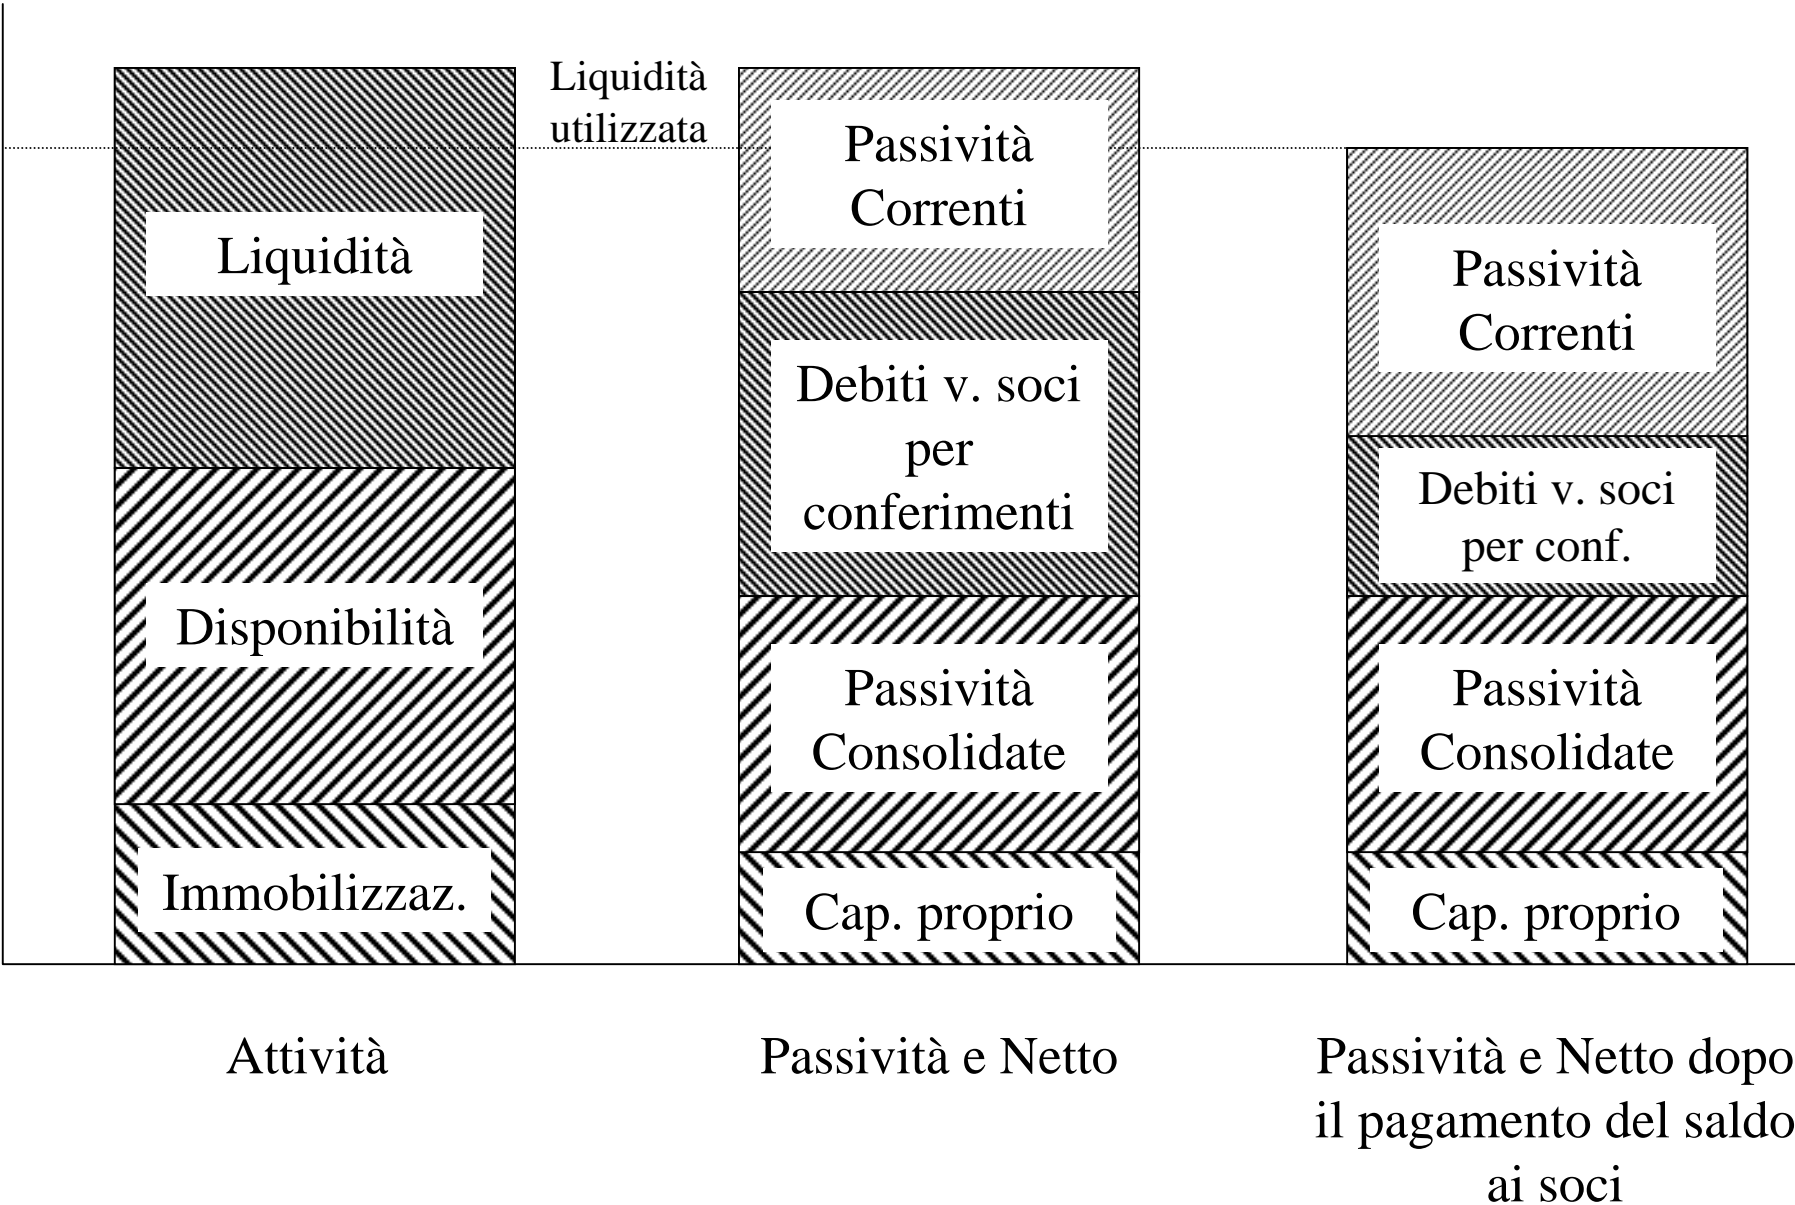 Liquidità
utilizzata
Liquidità
Disponibilità
Immobilizzaz.
Passività
Correnti
Debiti v. soci
per
conferimenti
Passività
Consolidate
Cap. proprio
Passività
Correnti
Debiti v. soci
per conf.
Passività
Consolidate
Cap. proprio
Attività
Passività e Netto
Passività e Netto dopo
il pagamento del saldo
ai soci